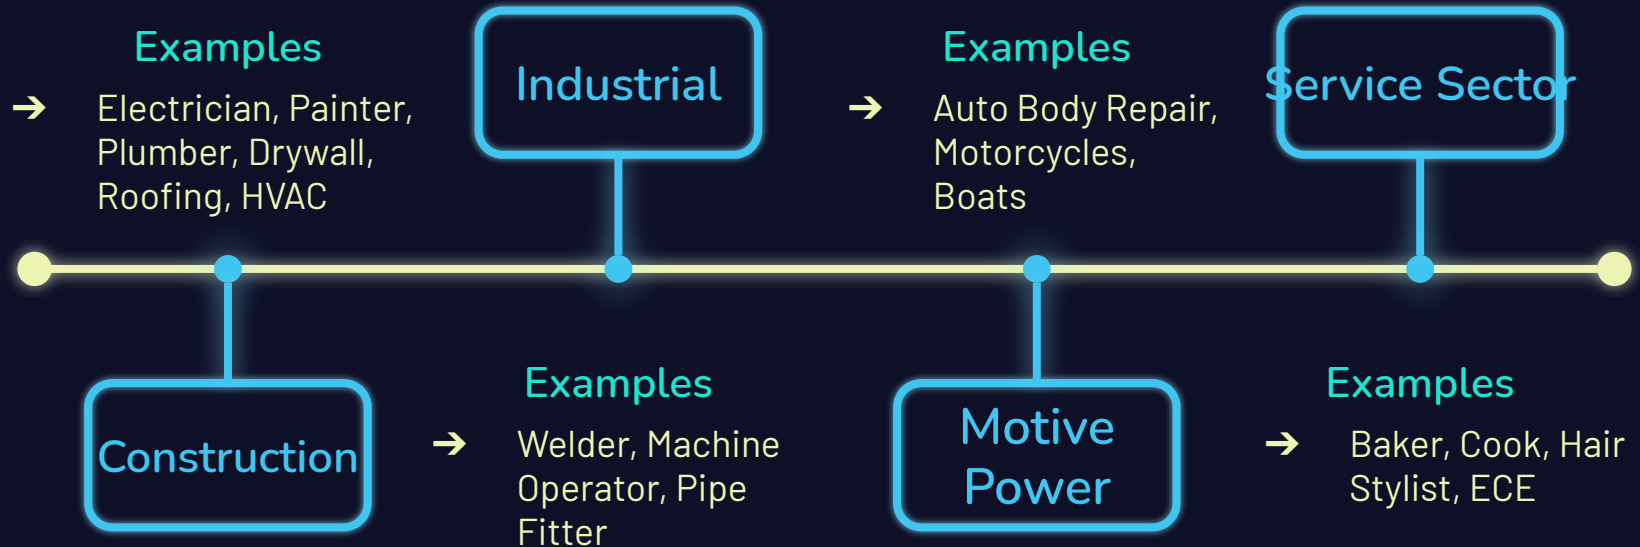 Examples
➔ Electrician, Painter,
Plumber, Drywall,
Roofing, HVAC
Construction
Industrial
Examples
➔ Welder, Machine
Operator, Pipe
Fitter
Examples
➔ Auto Body Repair,
Motorcycles,
Boats
Motive
Power
Service Sector
Examples
➔ Baker, Cook, Hair
Stylist, ECE